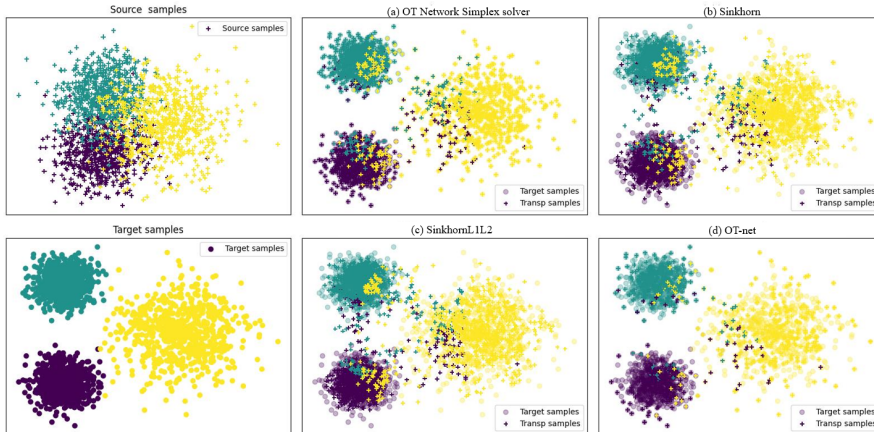 Source samples
Source samples
(a) OT Network Simplex solver
Target samples
Transp samples
(b) Sinkhorn
Target samples
Transp samples
Target samples
Target samples
(c) SinkhornL1L2
Target samples
Transp samples
(d) OT-net
Target samples
Transp samples